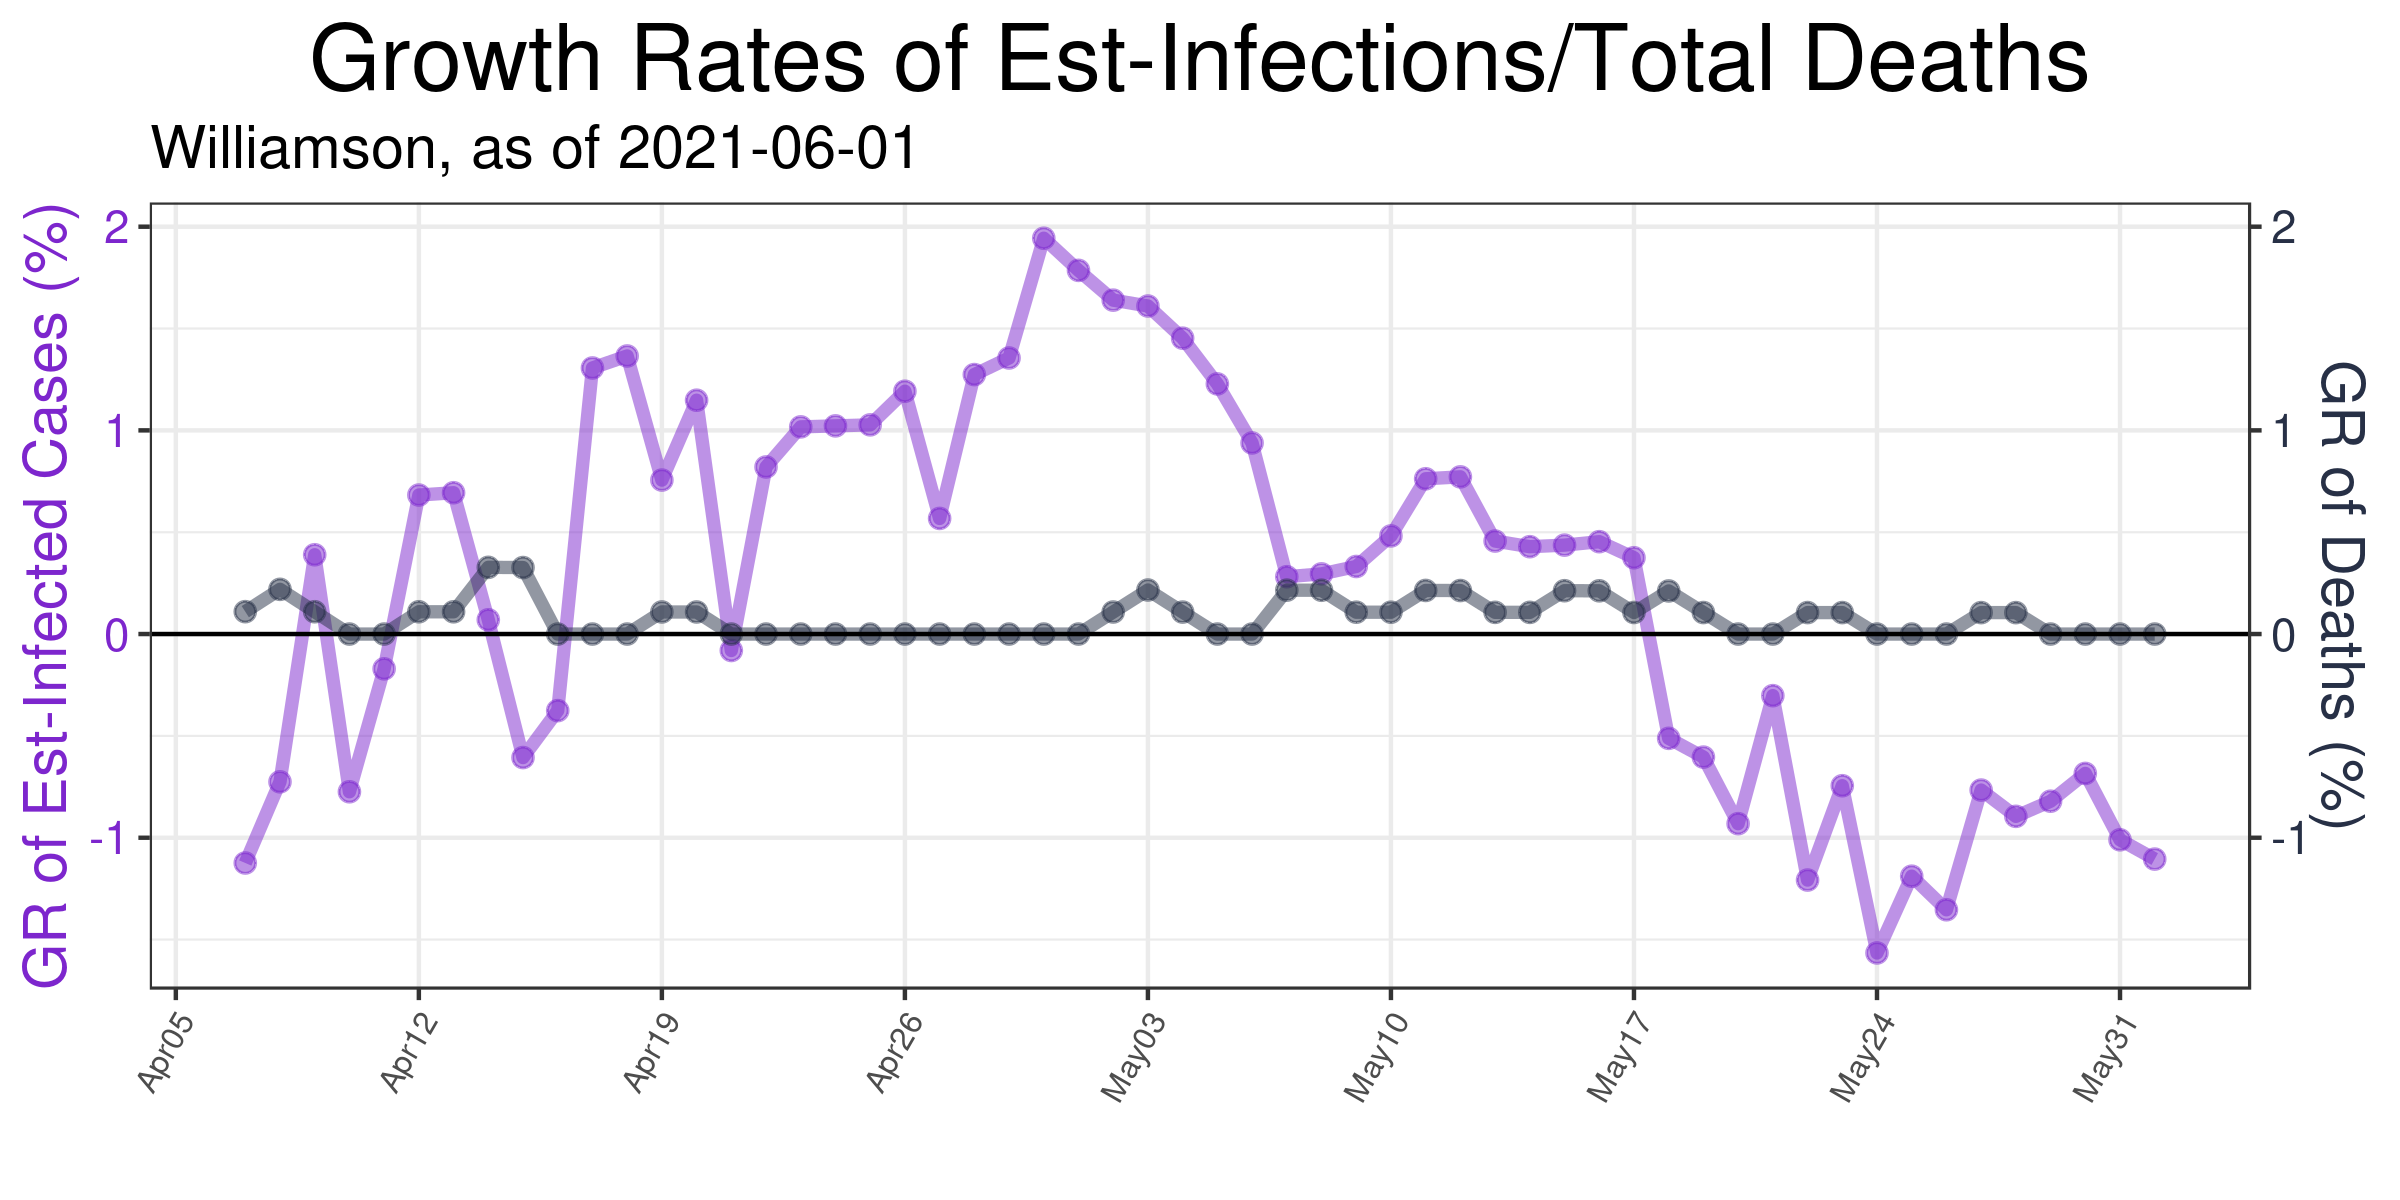 Growth Rates of Est-Infections/Total Deaths
Williamson, as of 2021-06-01
GR of Est-Infected Cases (%)
2
1
0
-1
2
1
0
-1
GR of Deaths (%)
Apr05
Apr12
Apr19
Apr26
May03
May10
May17
May24
May31